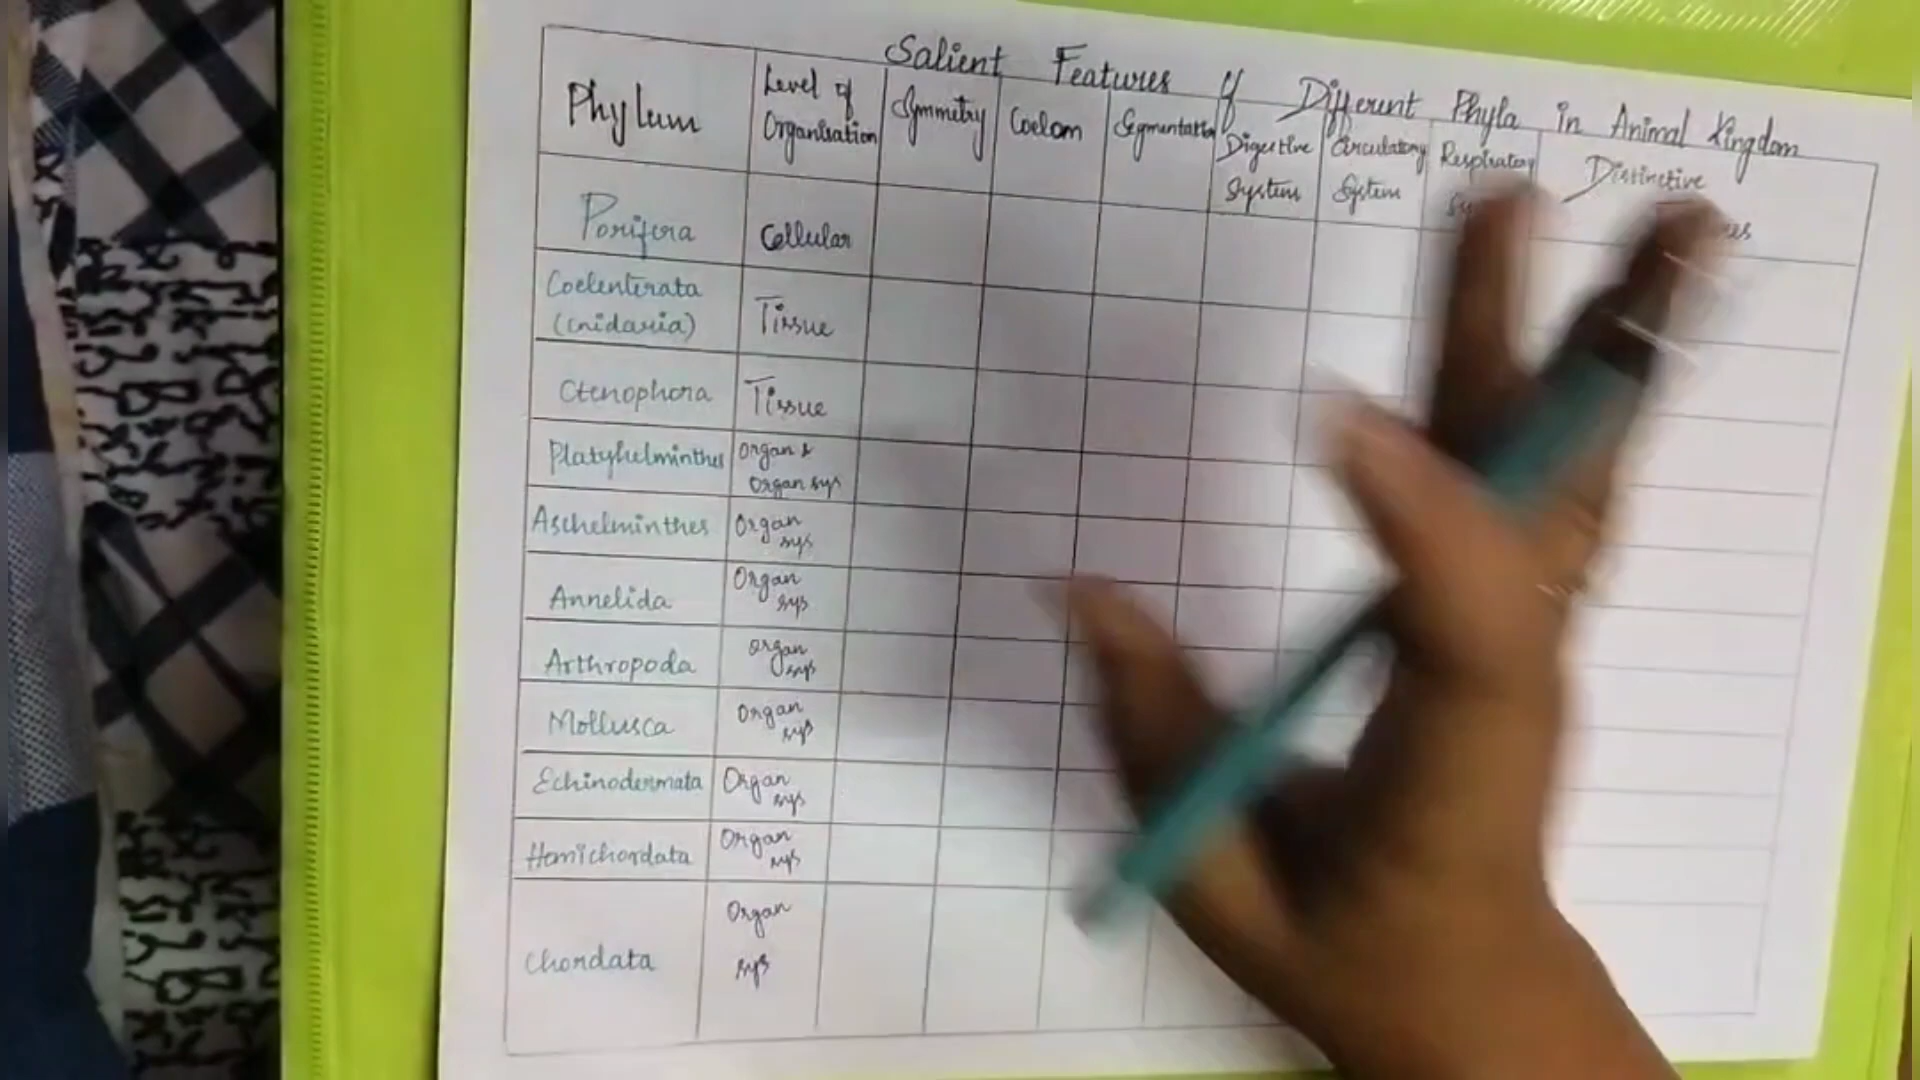 Salient Features of Different Phyla in Animal Kingdom
Phylum
Level of
Organisation
Symmetry
Coelom
Segmentation
Digestive
System
Circulatory
System
Respiratory
Distinctive
Porifera
Cellular
Coelenterata
(Cnidaria)
Tissue
Ctenophora
Tissue
Platyhelminthes
Organ &
Organ sys
Aschelminthes
Organ
sys
Annelida
Organ
sys
Arthropoda
Organ
sys
Mollusca
Organ
sys
Echinodermata
Organ
sys
Hemichordata
Organ
sys
Chordata
Organ
sys